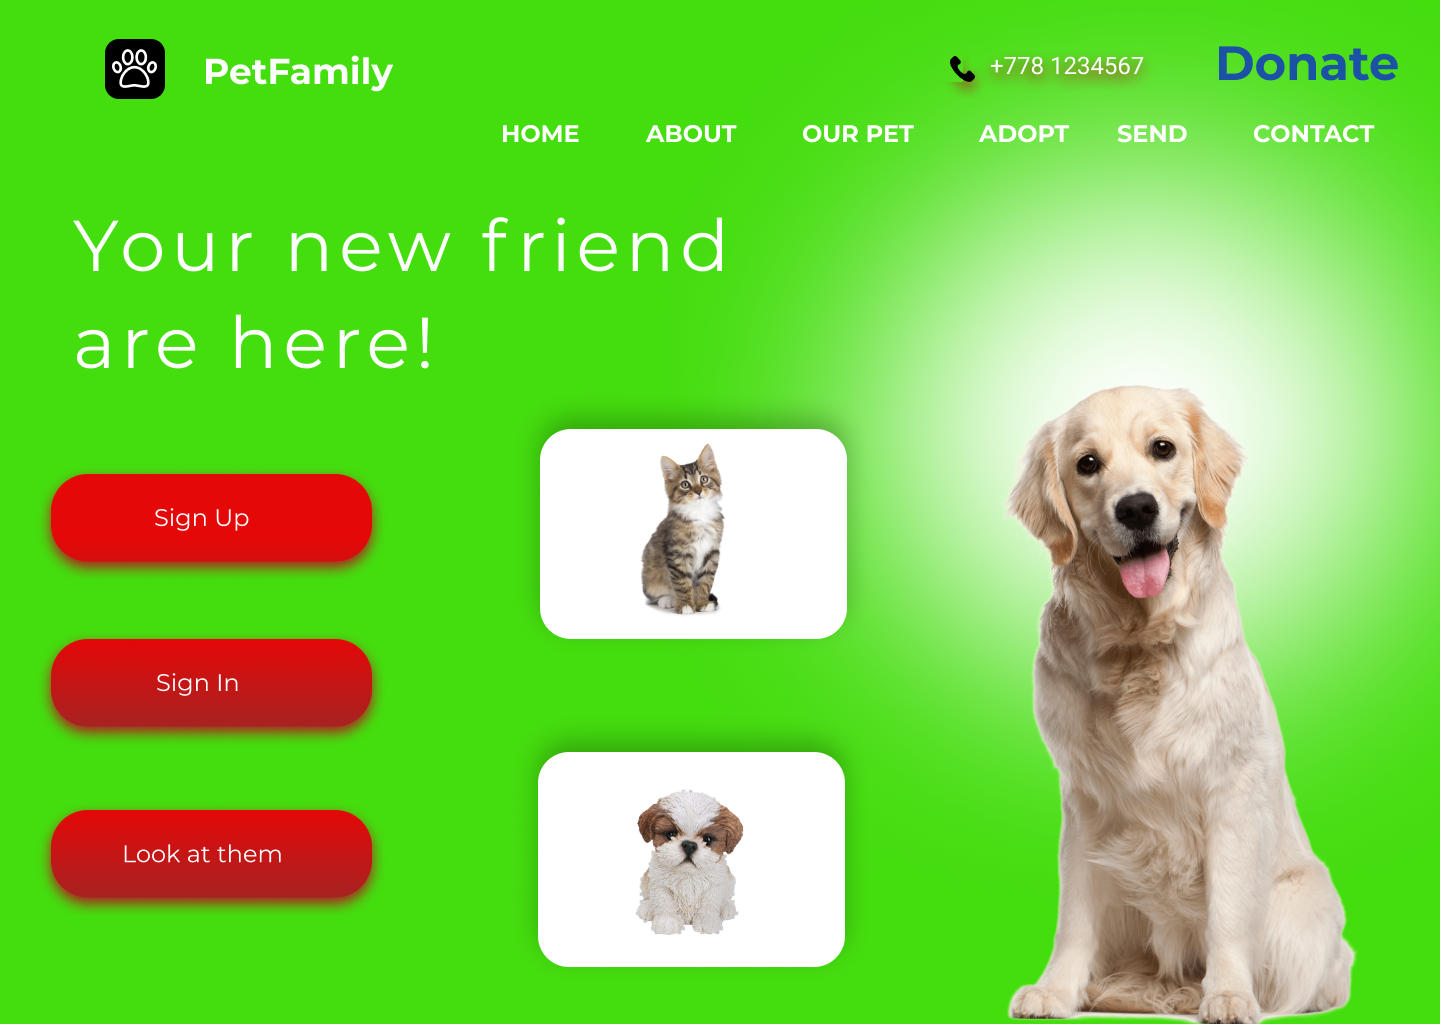 PetFamily
+778 1234567
Donate
HOME ABOUT OUR PET ADOPT SEND CONTACT
Your new friend
are here!
Sign Up
Sign In
Look at them